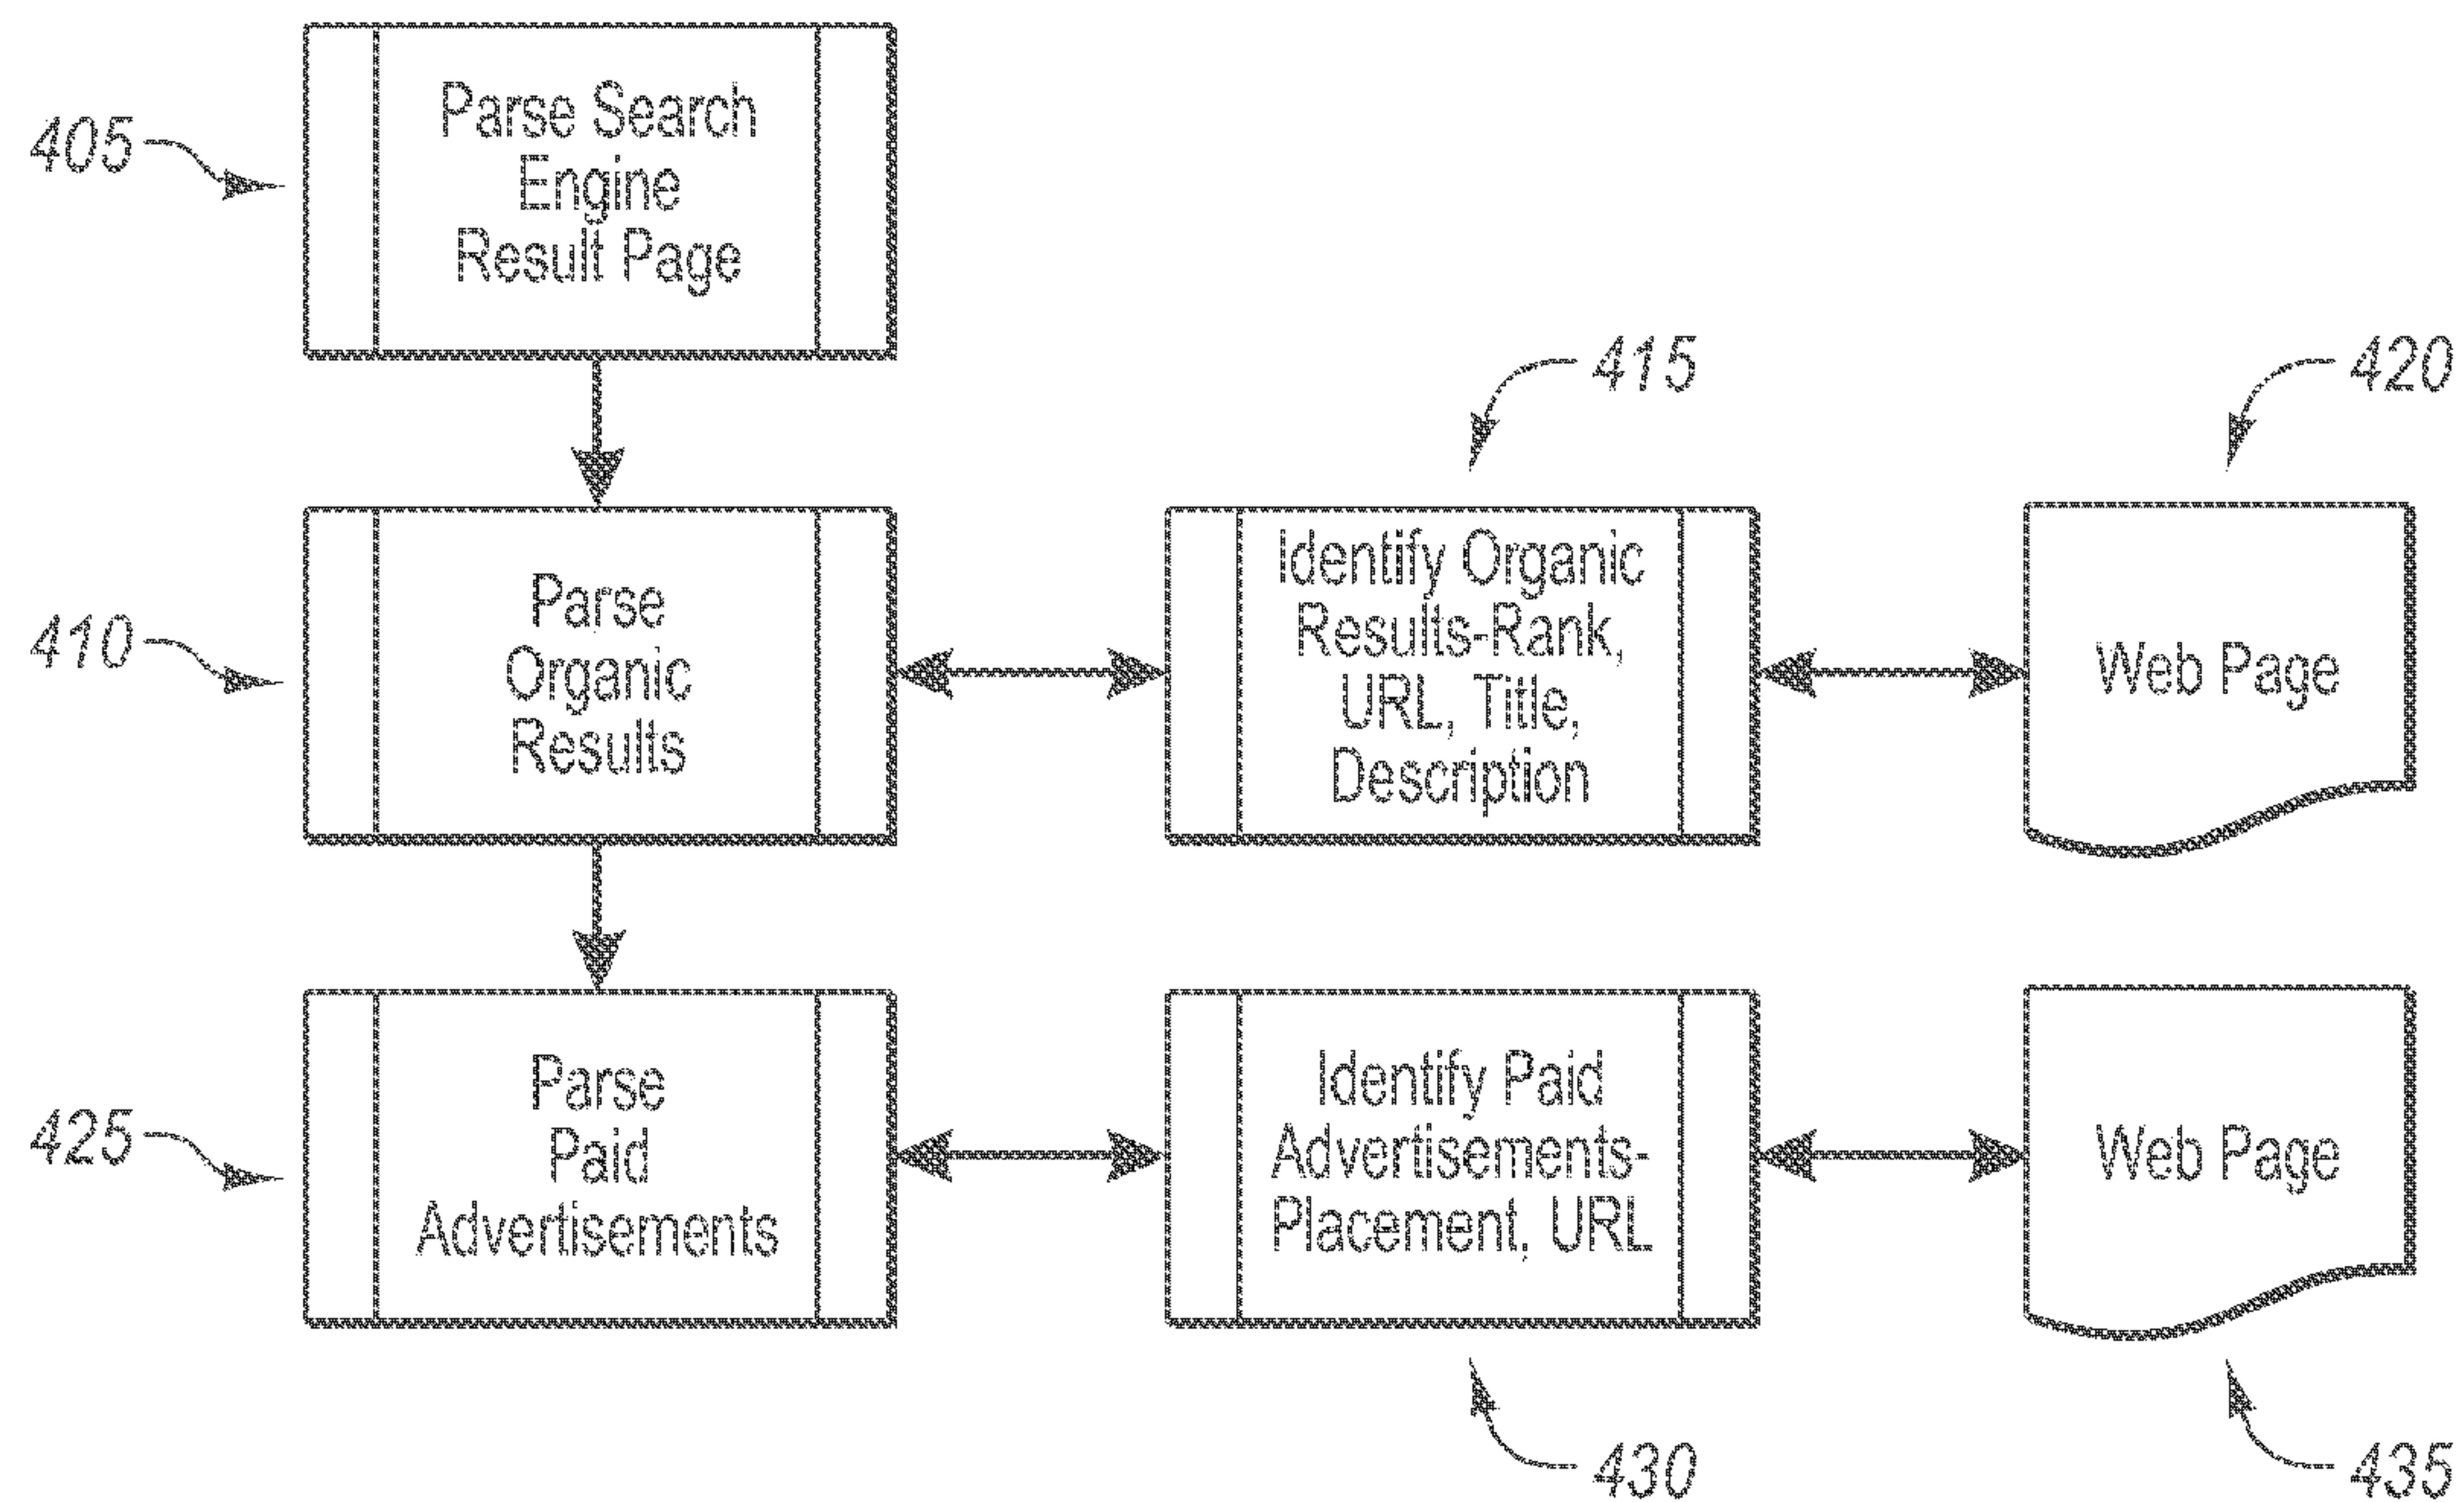 405
Parse Search
Engine
Result Page
415
420
410
Parse
Organic
Results
Identify Organic
Results-Rank,
URL, Title,
Description
Web Page
425
Parse
Paid
Advertisements
Identify Paid
Advertisements-
Placement, URL
Web Page
430
435